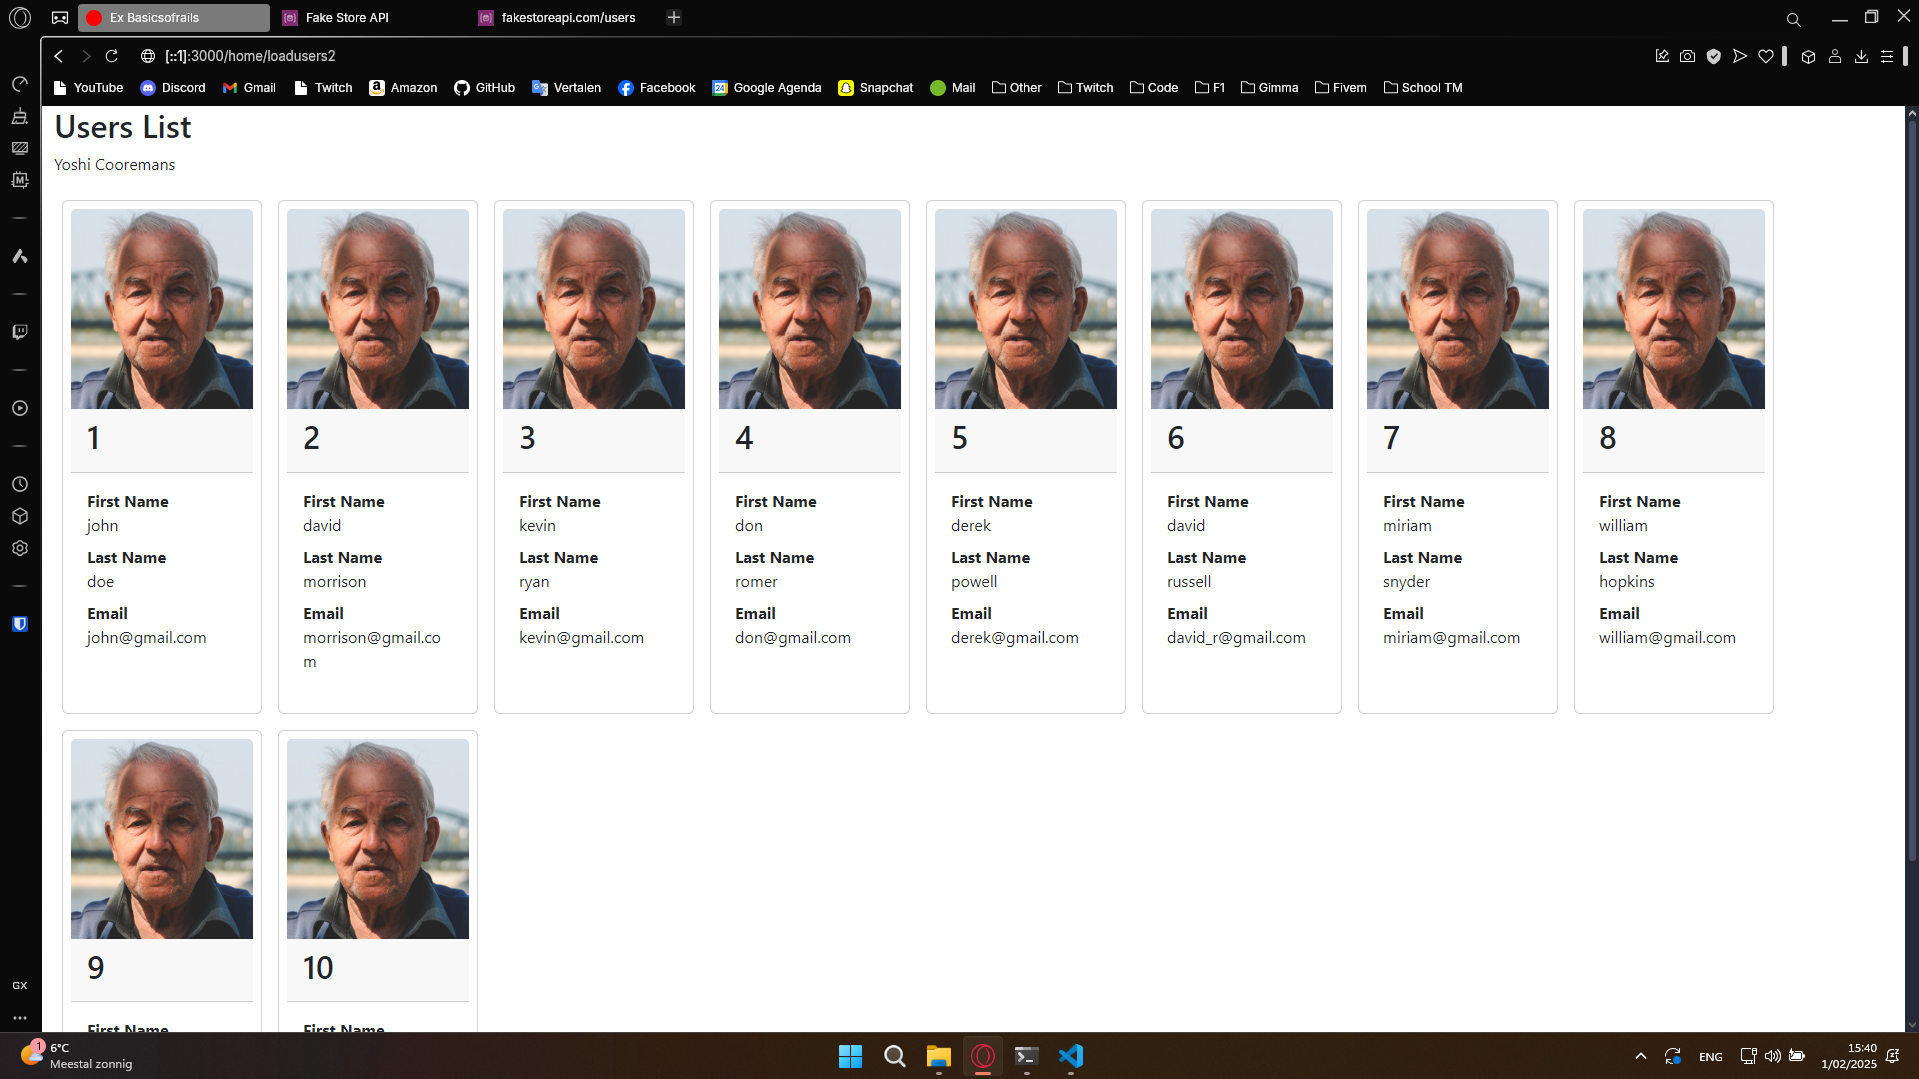 Ex Basicsofrails
Fake Store API
fakestoreapi.com/users
[::1]:3000/home/loadusers2
YouTube Discord Gmail Twitch Amazon GitHub Vertalen Facebook Google Agenda Snapchat Mail Other Twitch Code F1 Gimma Fivem School TM
Users List
Yoshi Cooremans
1 2 3 4 5 6 7 8
First Name First Name First Name First Name First Name First Name First Name First Name
john david kevin don derek david miriam william
Last Name Last Name Last Name Last Name Last Name Last Name Last Name Last Name
doe morrison ryan romer powell russell snyder hopkins
Email Email Email Email Email Email Email Email
john@gmail.com morrison@gmail.co kevin@gmail.com don@gmail.com derek@gmail.com david_r@gmail.com miriam@gmail.com william@gmail.com
m
9 10
First Name First Name
GX
1
6°C
Meestal zonnig
ENG
15:40
1/02/2025